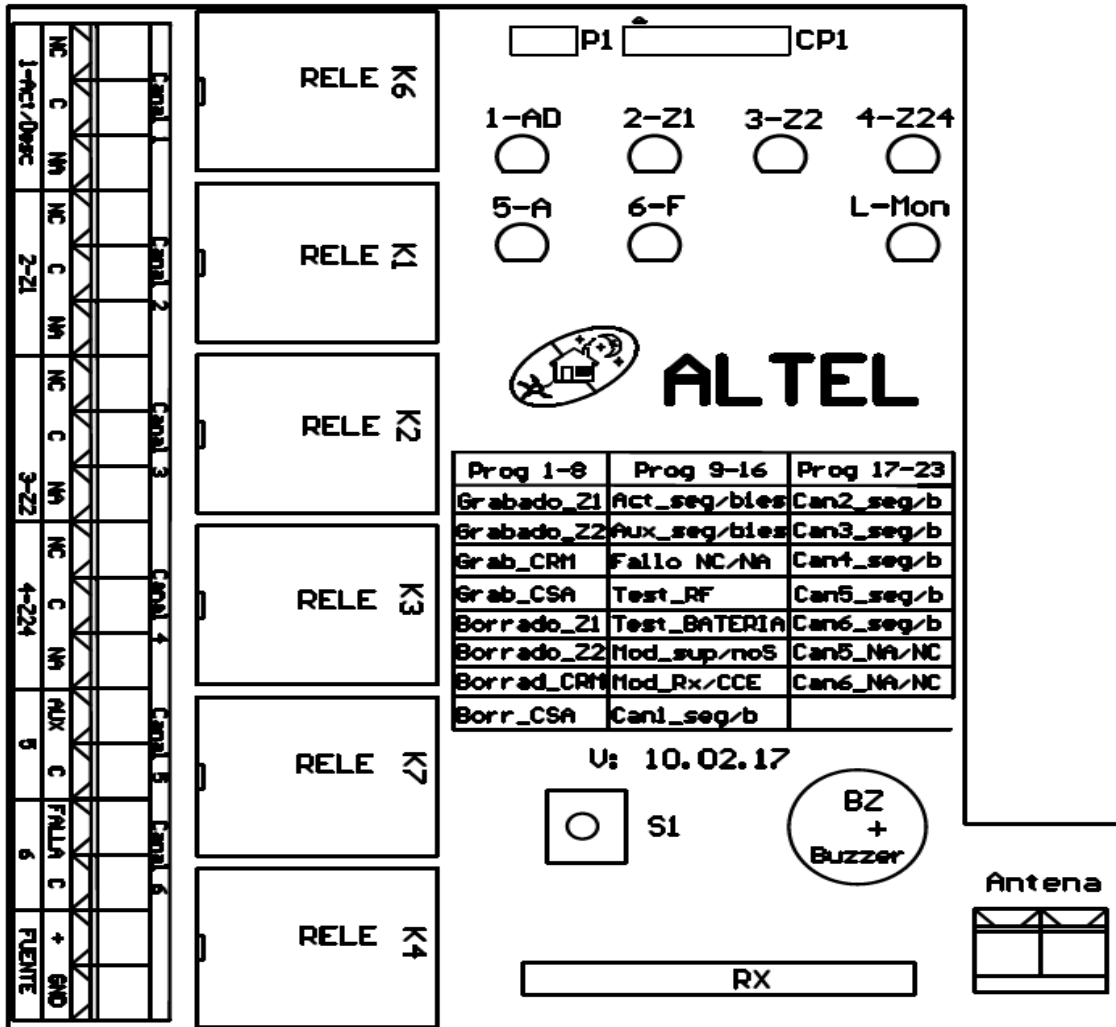 NC
C
NA
1-Act/Desc
Canal 1
NC
C
NA
2-Z1
Canal 2
NC
C
NA
3-Z2
Canal 3
NC
C
NA
4-Z24
Canal 4
AUX
C
5
Canal 5
FALLA
C
6
Canal 6
+
GND
FUENTE
RELE K6
RELE K1
RELE K2
RELE K3
RELE K7
RELE K4
P1
CP1
1-AD 2-Z1 3-Z2 4-Z24
5-A 6-F L-Mon
ALTEL
Prog 1-8 Prog 9-16 Prog 17-23
Grabado_Z1 Act_seg/bies Can2_seg/b
Grabado_Z2 Aux_seg/bies Can3_seg/b
Grab_CRM Fallo NC/NA Can4_seg/b
Grab_CSA Test_RF Can5_seg/b
Borrado_Z1 Test_BATERIA Can6_seg/b
Borrado_Z2 Mod_sup/noS Can5_NA/NC
Borrad_CRM Mod_Rx/CCE Can6_NA/NC
Borr_CSA Can1_seg/b
V: 10.02.17
S1
BZ
+
Buzzer
Antena
RX